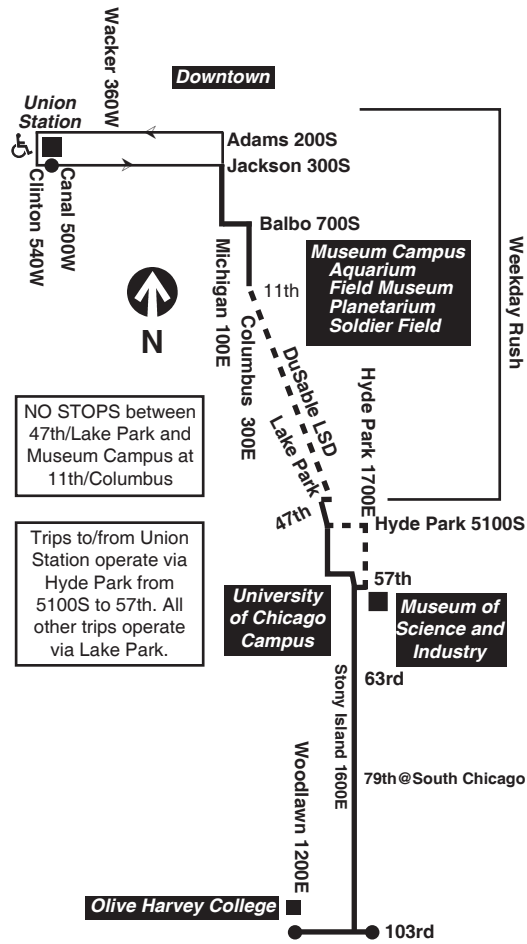 Wacker 360W
Downtown
Union
Station
Adams 200S
Jackson 300S
Clinton 540W
Canal 500W
Balbo 700S
Michigan 100E
Columbus 300E
11th
Museum Campus
Aquarium
Field Museum
Planetarium
Soldier Field
Weekday Rush
N
DuSable LSD
Lake Park
Hyde Park 1700E
NO STOPS between
47th/Lake Park and
Museum Campus at
11th/Columbus
47th
Hyde Park 5100S
Trips to/from Union
Station operate via
Hyde Park from
5100S to 57th. All
other trips operate
via Lake Park.
57th
University
of Chicago
Campus
Museum of
Science and
Industry
63rd
Stony Island 1600E
79th@South Chicago
Woodlawn 1200E
Olive Harvey College
103rd